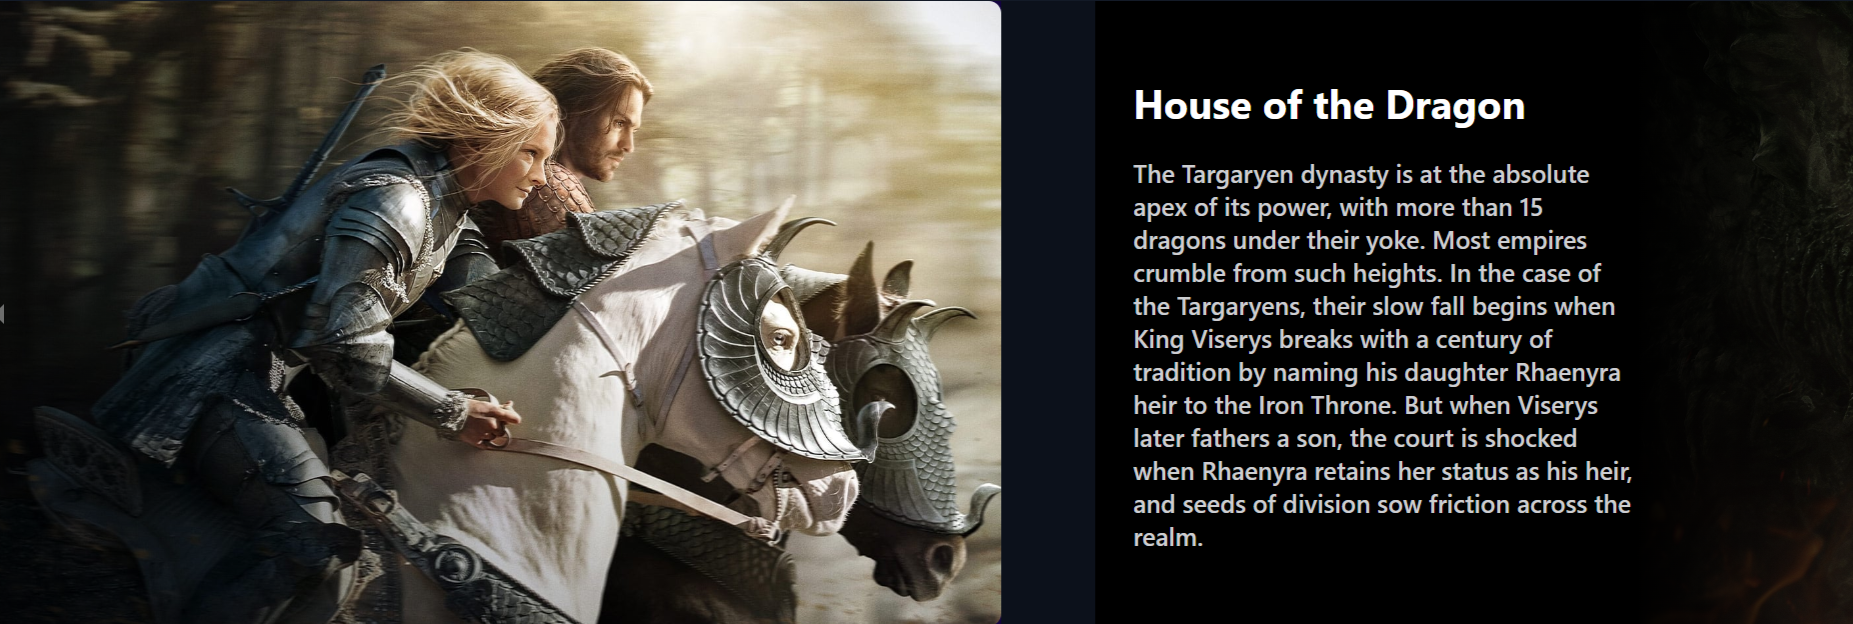 House of the Dragon
The Targaryen dynasty is at the absolute
apex of its power, with more than 15
dragons under their yoke. Most empires
crumble from such heights. In the case of
the Targaryens, their slow fall begins when
King Viserys breaks with a century of
tradition by naming his daughter Rhaenyra
heir to the Iron Throne. But when Viserys
later fathers a son, the court is shocked
when Rhaenyra retains her status as his heir,
and seeds of division sow friction across the
realm.